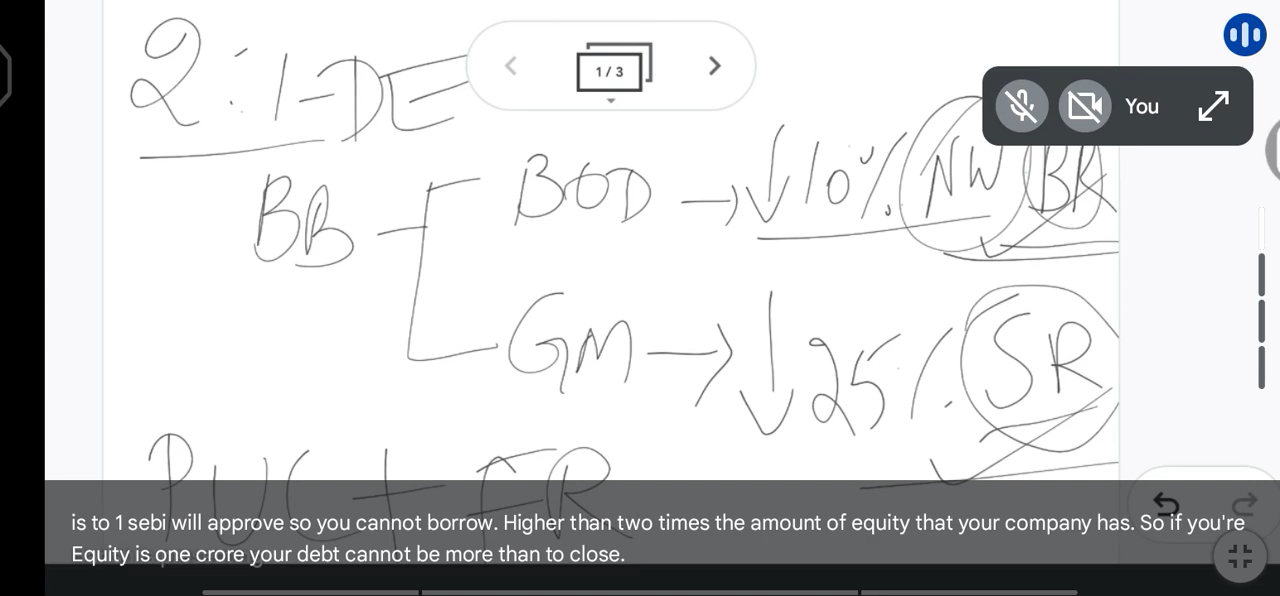 2:1-DE
1 / 3
You
BB BOD → ↓10% NW BR
GM → ↓25% SR
PUC + FR
is to 1 sebi will approve so you cannot borrow. Higher than two times the amount of equity that your company has. So if you're
Equity is one crore your debt cannot be more than to close.